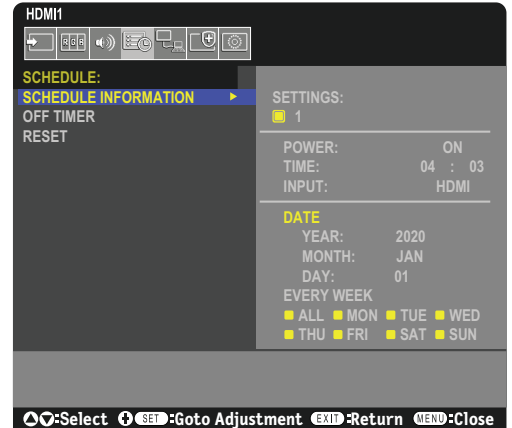 HDMI1
RGB
SCHEDULE:
SCHEDULE INFORMATION
OFF TIMER
RESET
SETTINGS:
1
POWER: ON
TIME: 04 : 03
INPUT: HDMI
DATE
YEAR: 2020
MONTH: JAN
DAY: 01
EVERY WEEK
ALL MON TUE WED
THU FRI SAT SUN
:Select SET :Goto Adjustment EXIT :Return MENU :Close